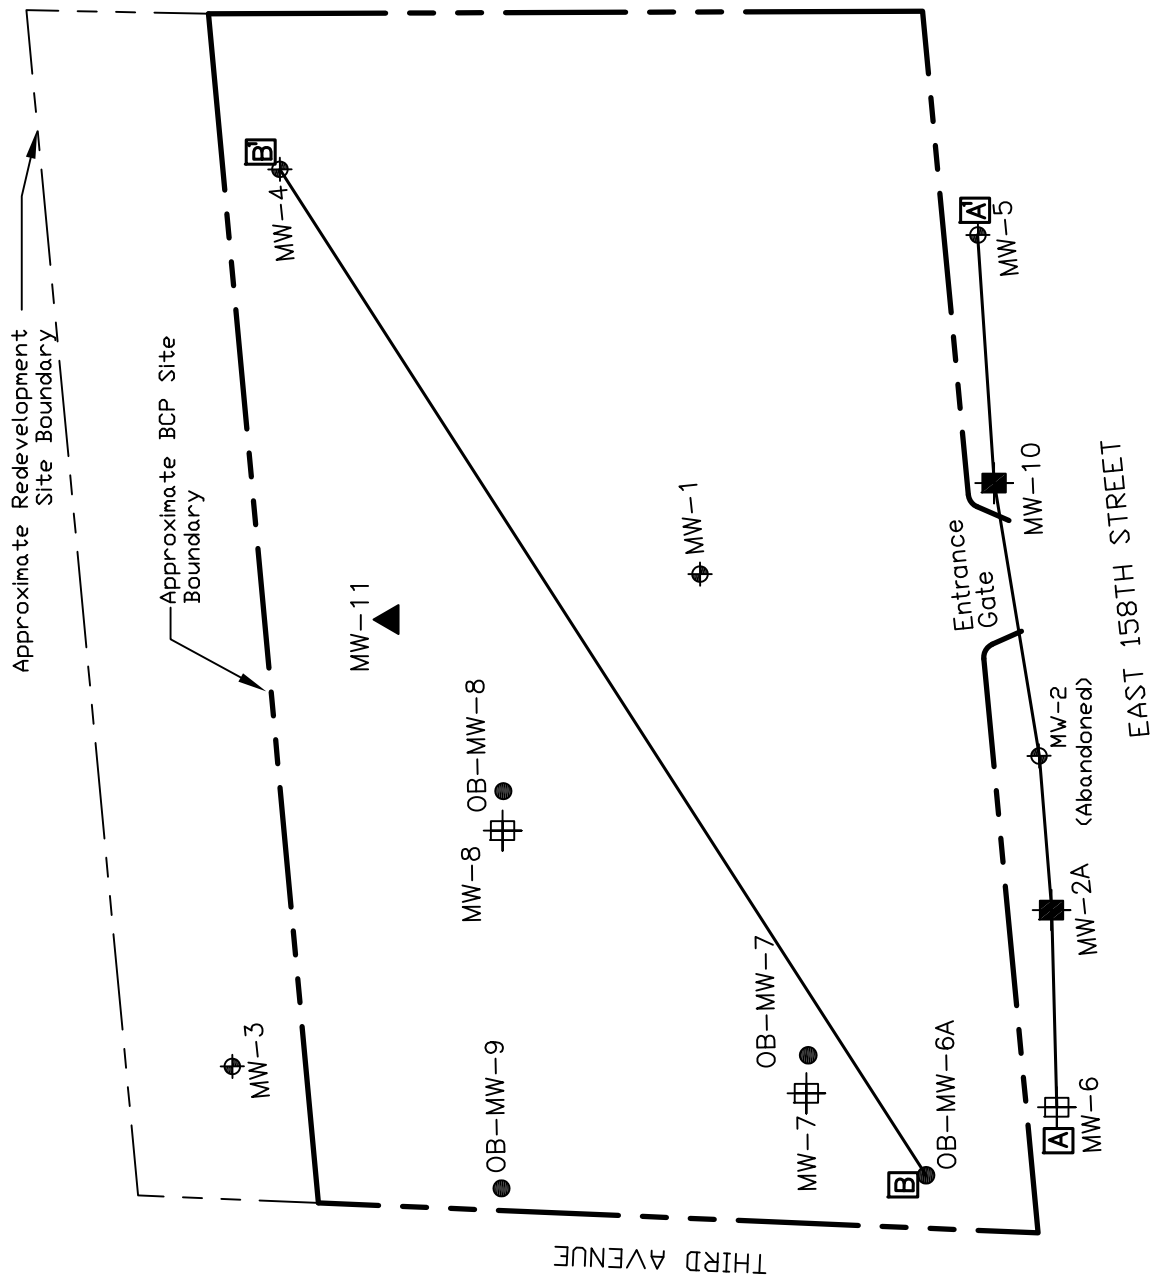 Approximate Redevelopment
Site Boundary
Approximate BCP Site
Boundary
B'
MW-4
MW-3
MW-11
OB-MW-8
MW-8
OB-MW-9
MW-1
OB-MW-7
MW-7
B
OB-MW-6A
A'
MW-5
MW-10
Entrance
Gate
MW-2
(Abandoned)
MW-2A
A
MW-6
EAST 158TH STREET
THIRD AVENUE